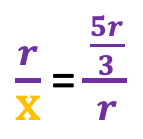 r/x = (5r/3)/r